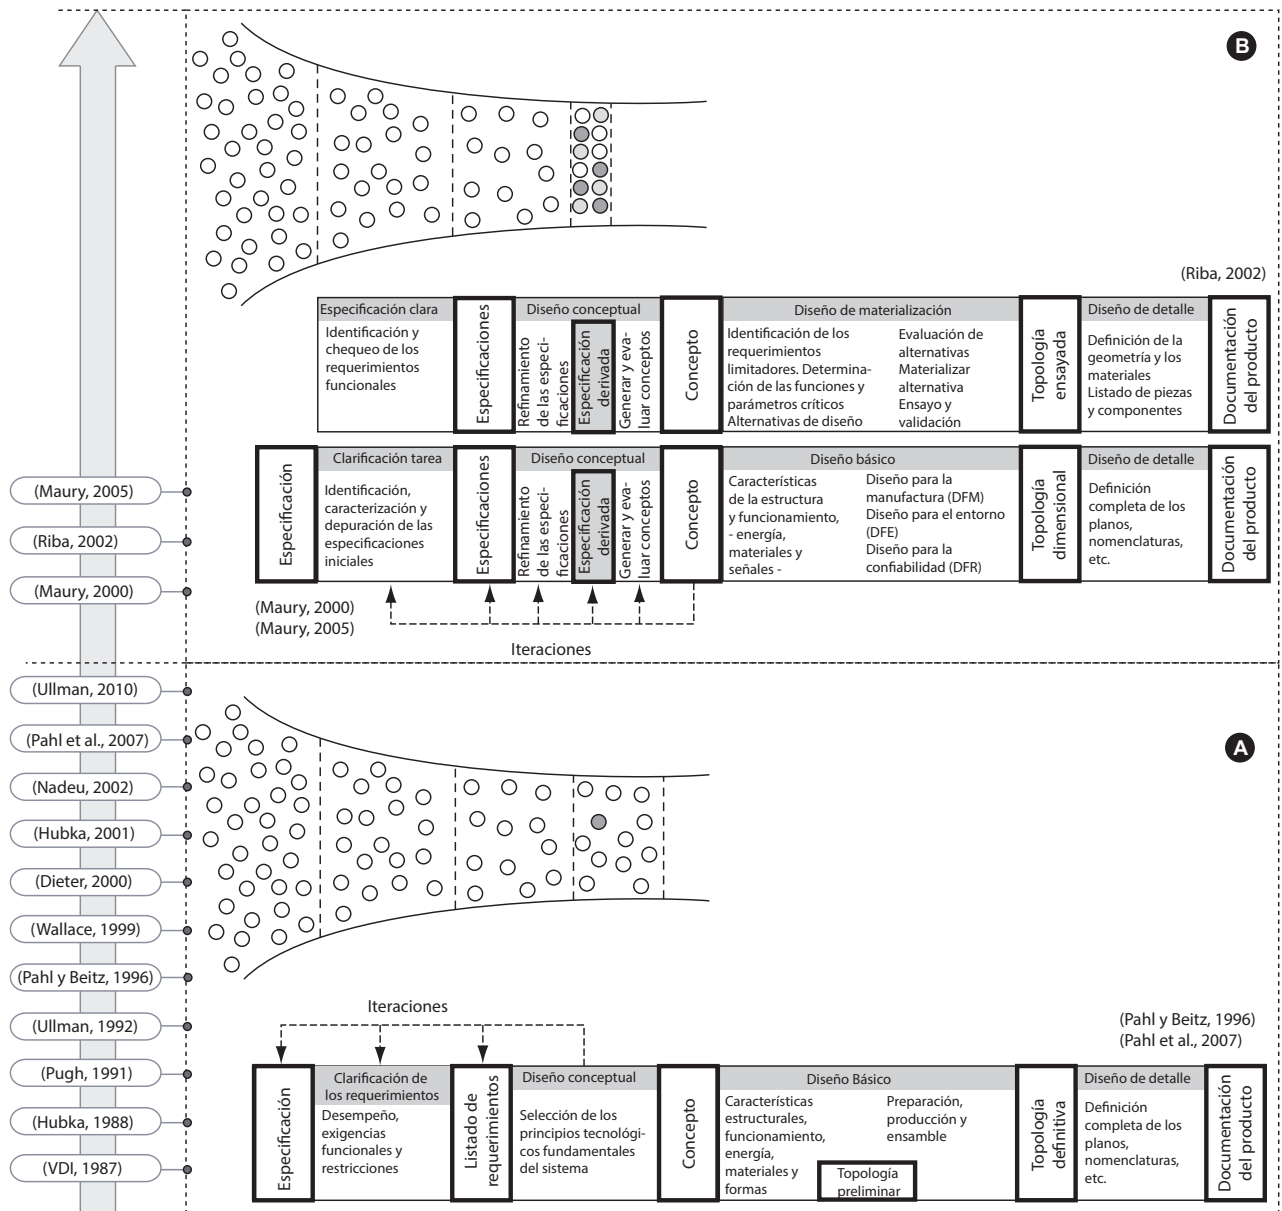 B
(Riba, 2002)
Especificación clara
Identificación y
chequeo de los
requerimientos
funcionales
Especificaciones
Diseño conceptual
Refinamiento
de las especi-
ficaciones
Especificación
derivada
Generar y eva-
luar conceptos
Concepto
Diseño de materialización
Identificación de los
requerimientos
limitadores. Determina-
ción de las funciones y
parámetros críticos
Alternativas de diseño
Evaluación de
alternativas
Materializar
alternativa
Ensayo y
validación
Topología
ensayada
Diseño de detalle
Definición de la
geometría y los
materiales
Listado de piezas
y componentes
Documentación
del producto
Especificación
Clarificación tarea
Identificación,
caracterización y
depuración de las
especificaciones
iniciales
Especificaciones
Diseño conceptual
Refinamiento
de las especi-
ficaciones
Especificación
derivada
Generar y eva-
luar conceptos
Concepto
Diseño básico
Características
de la estructura
y funcionamiento,
- energía,
materiales y
señales -
Diseño para la
manufactura (DFM)
Diseño para el entorno
(DFE)
Diseño para la
confiabilidad (DFR)
Topología
dimensional
Diseño de detalle
Definición
completa de los
planos,
nomenclaturas,
etc.
Documentación
del producto
(Maury, 2000)
(Maury, 2005)
Iteraciones
(Maury, 2005)
(Riba, 2002)
(Maury, 2000)
(Ullman, 2010)
(Pahl et al., 2007)
(Nadeu, 2002)
(Hubka, 2001)
(Dieter, 2000)
(Wallace, 1999)
(Pahl y Beitz, 1996)
(Ullman, 1992)
(Pugh, 1991)
(Hubka, 1988)
(VDI, 1987)
A
Iteraciones
(Pahl y Beitz, 1996)
(Pahl et al., 2007)
Especificación
Clarificación de
los requerimientos
Desempeño,
exigencias
funcionales y
restricciones
Listado de
requerimientos
Diseño conceptual
Selección de los
principios tecnológi-
cos fundamentales
del sistema
Concepto
Diseño Básico
Características
estructurales,
funcionamiento,
energía,
materiales y
formas
Preparación,
producción y
ensamble
Topología
preliminar
Topología
definitiva
Diseño de detalle
Definición
completa de los
planos,
nomenclaturas,
etc.
Documentación
del producto